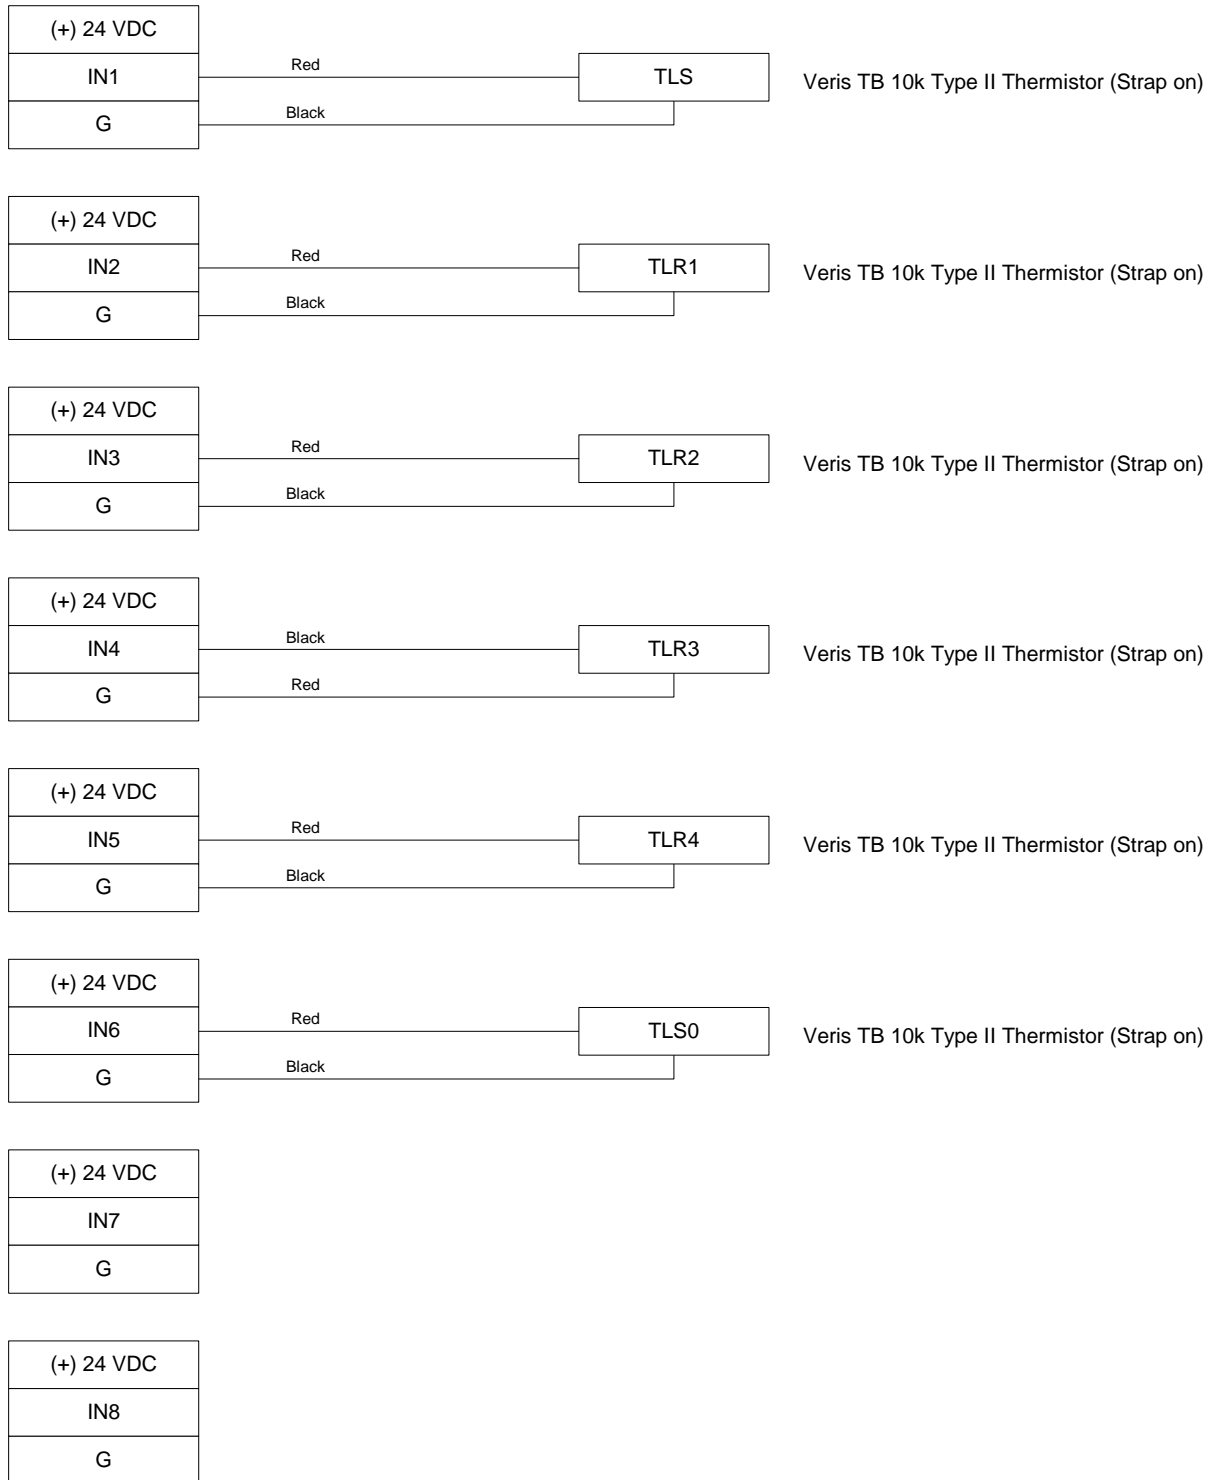 (+) 24 VDC
IN1
Red
TLS
Veris TB 10k Type II Thermistor (Strap on)
G
Black
(+) 24 VDC
IN2
Red
TLR1
Veris TB 10k Type II Thermistor (Strap on)
G
Black
(+) 24 VDC
IN3
Red
TLR2
Veris TB 10k Type II Thermistor (Strap on)
G
Black
(+) 24 VDC
IN4
Black
TLR3
Veris TB 10k Type II Thermistor (Strap on)
G
Red
(+) 24 VDC
IN5
Red
TLR4
Veris TB 10k Type II Thermistor (Strap on)
G
Black
(+) 24 VDC
IN6
Red
TLS0
Veris TB 10k Type II Thermistor (Strap on)
G
Black
(+) 24 VDC
IN7
G
(+) 24 VDC
IN8
G